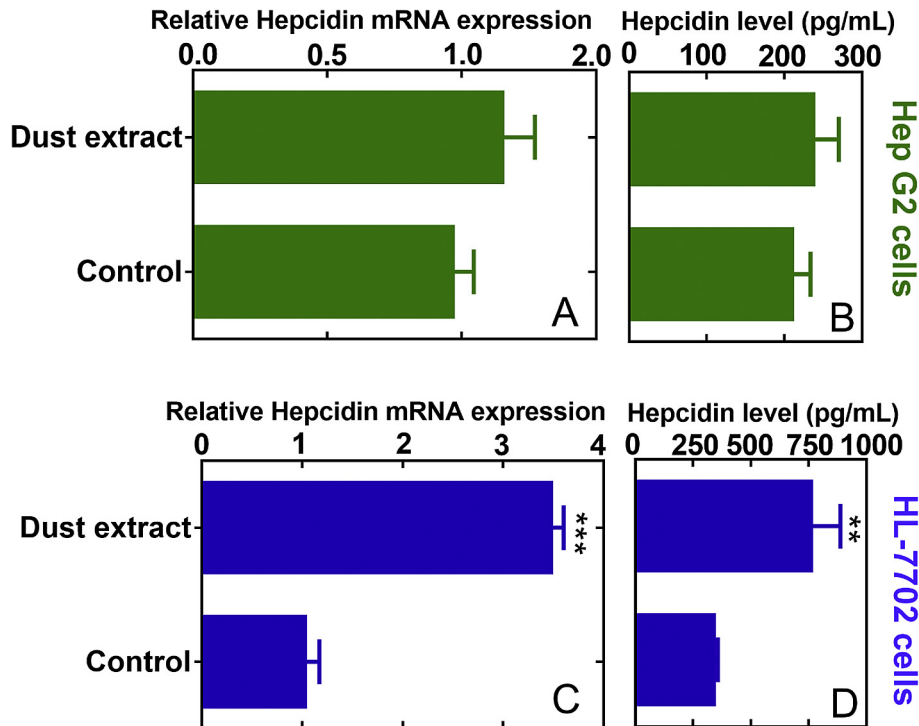 Relative Hepcidin mRNA expression
0.0 0.5 1.0 2.0
Dust extract
Control
A
Hepcidin level (pg/mL)
0 100 200 300
B
Hep G2 cells
Relative Hepcidin mRNA expression
0 1 2 3 4
Dust extract
***
Control
C
Hepcidin level (pg/mL)
0 250 500 750 1000
**
D
HL-7702 cells